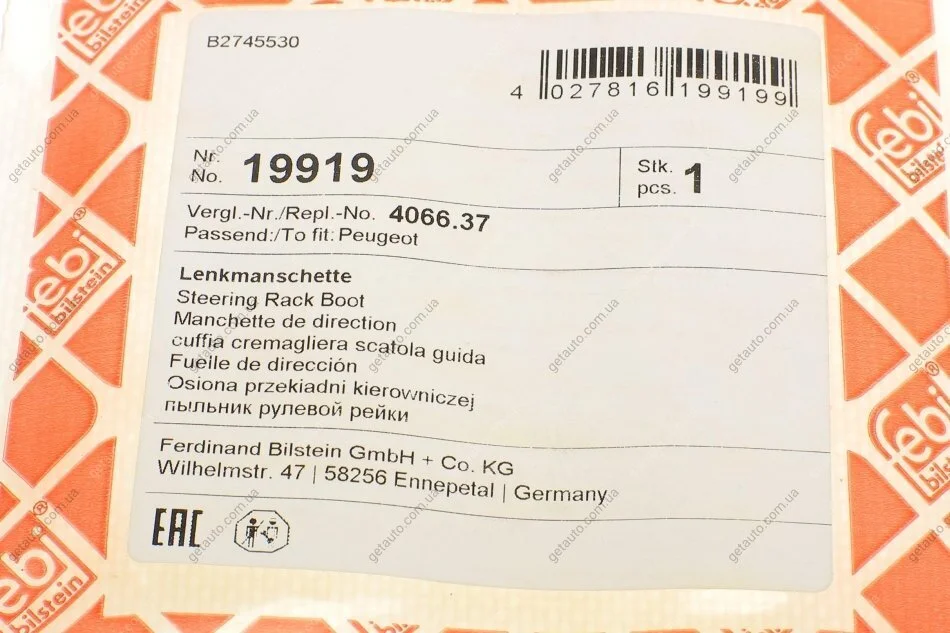 B2745530
4 027816 199199
Nr.
No. 19919
Stk.
pcs. 1
Vergl.-Nr./Repl.-No. 4066.37
Passend:/To fit: Peugeot
Lenkmanschette
Steering Rack Boot
Manchette de direction
cuffia cremagliera scatola guida
Fuelle de dirección
Osiona przekiadni kierowniczej
пыльник рулевой рейки
Ferdinand Bilstein GmbH + Co. KG
Wilhelmstr. 47 | 58256 Ennepetal | Germany
EAC
febi
bilstein
getauto.com.ua